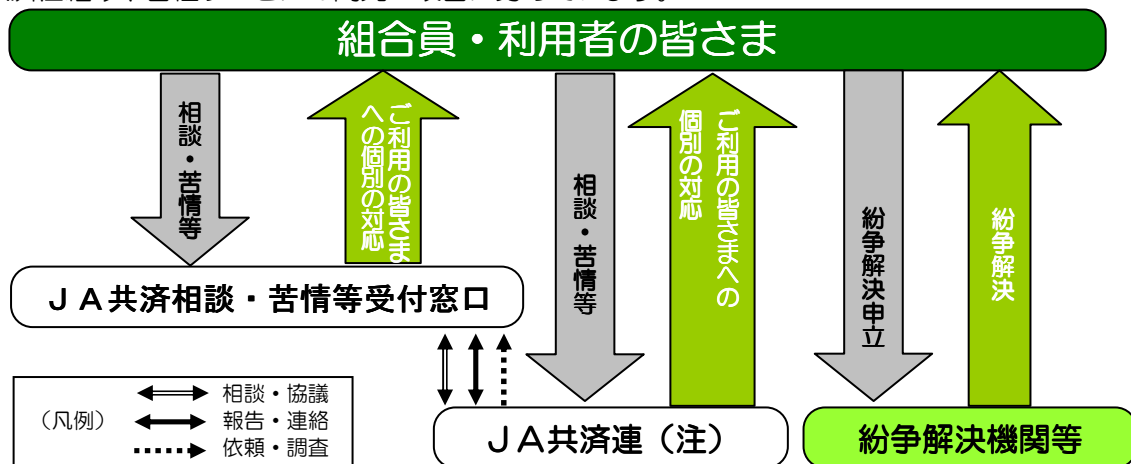 組合員・利用者の皆さま
相談・苦情等
ご利用の皆さま
への個別の対応
相談・苦情等
ご利用の皆さまへの
個別の対応
紛争解決申立
紛争解決
ＪＡ共済相談・苦情等受付窓口
（凡例）
相談・協議
報告・連絡
依頼・調査
ＪＡ共済連（注）
紛争解決機関等